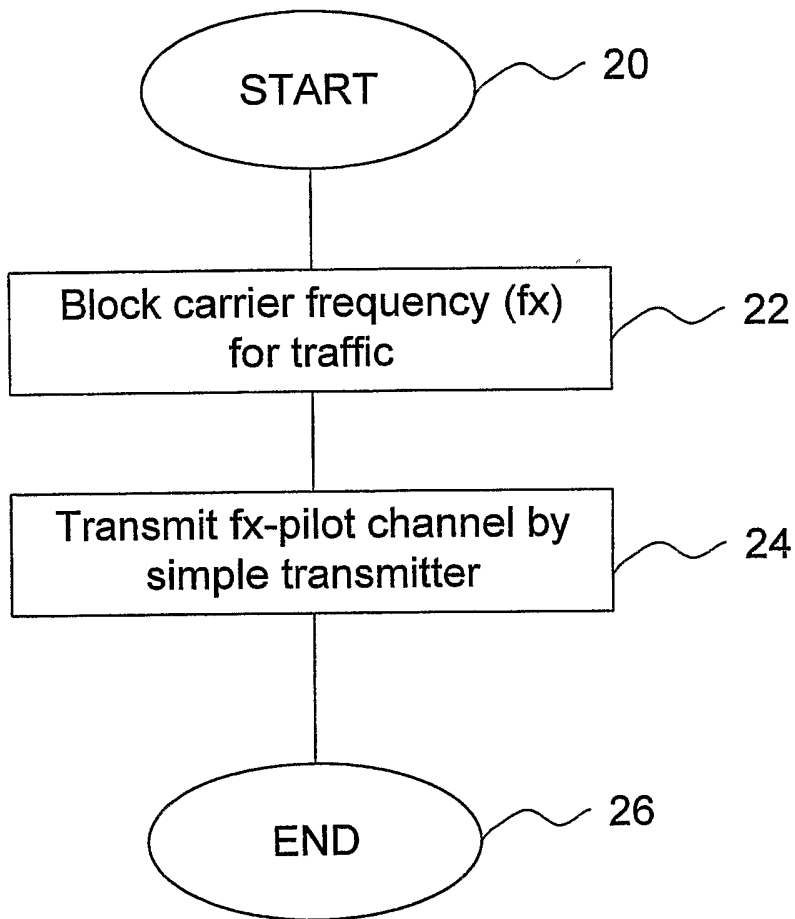 START
20
Block carrier frequency (fx)
for traffic
22
Transmit fx-pilot channel by
simple transmitter
24
END
26